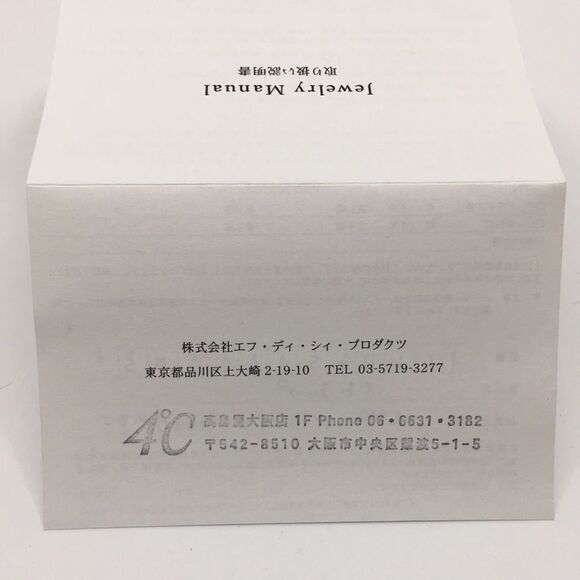 Jewelry Manual
取り扱い説明書
株式会社エフ・ディ・シィ・プロダクツ
東京都品川区上大崎 2-19-10 TEL 03-5719-3277
4℃ 高島屋大阪店 1F Phone 06・6631・3182
〒542-8510 大阪市中央区難波5-1-5